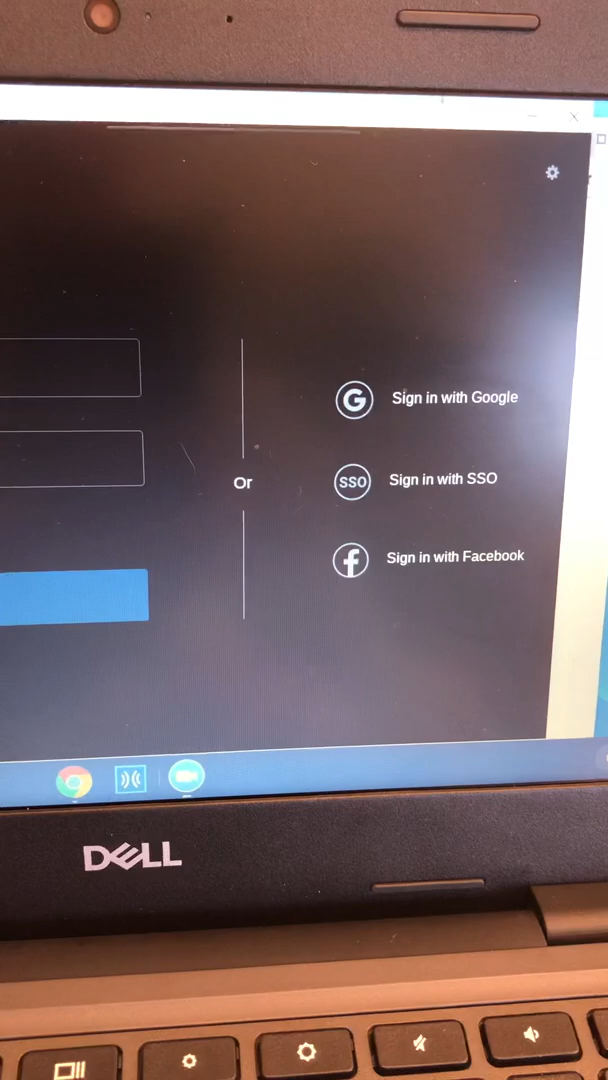 Sign in with Google
SSO
Sign in with SSO
Or
Sign in with Facebook
DELL